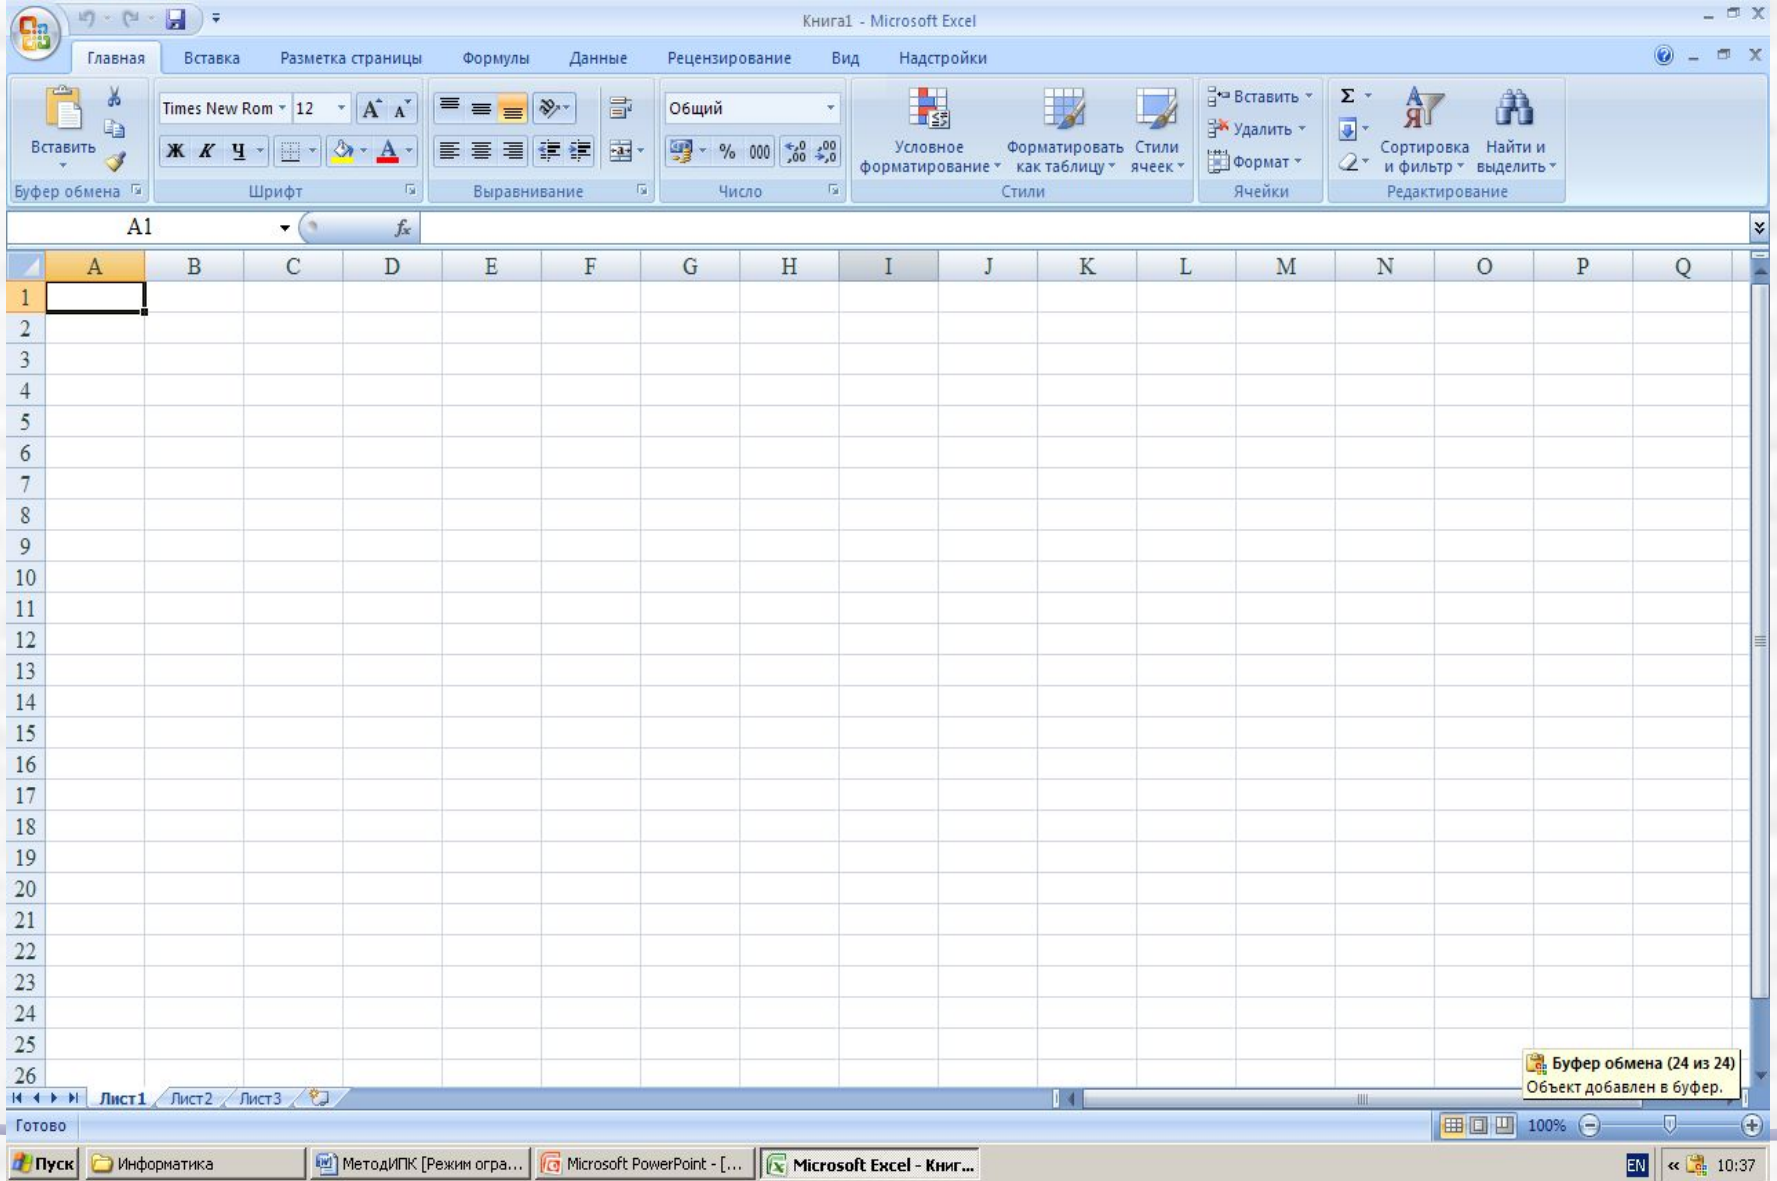 Книга1 - Microsoft Excel
Главная Вставка Разметка страницы Формулы Данные Рецензирование Вид Надстройки
Вставить
Буфер обмена
Times New Rom 12
Ж К Ч
Шрифт
Выравнивание
Общий
% 000 ,00 ,0
Число
Условное форматирование
Форматировать как таблицу
Стили ячеек
Стили
Вставить
Удалить
Формат
Ячейки
Σ
Сортировка и фильтр
Найти и выделить
Редактирование
A1 fx
A B C D E F G H I J K L M N O P Q
1
2
3
4
5
6
7
8
9
10
11
12
13
14
15
16
17
18
19
20
21
22
23
24
25
26
Буфер обмена (24 из 24)
Объект добавлен в буфер.
Лист1 Лист2 Лист3
Готово 100%
Пуск Информатика МетодИПК [Режим огра... Microsoft PowerPoint - [... Microsoft Excel - Книг... EN « 10:37